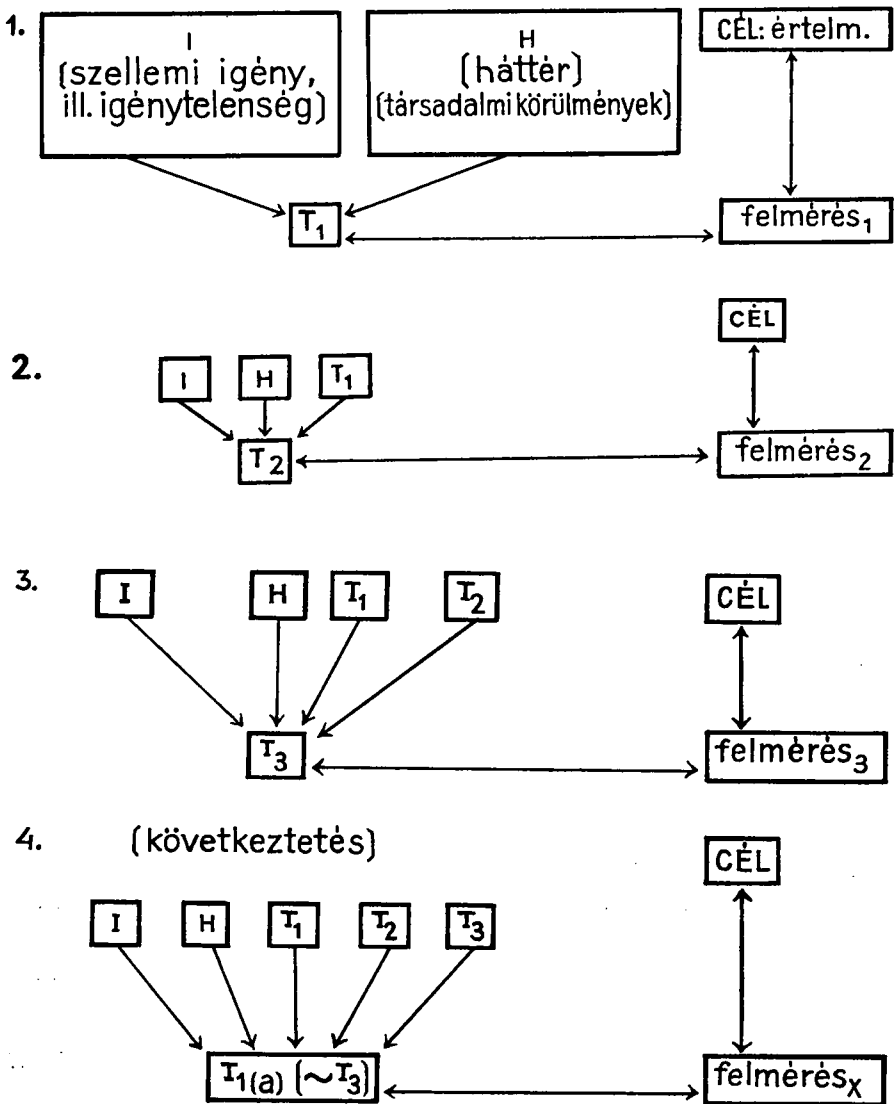 1.
I
(szellemi igény,
ill. igénytelenség)
H
(háttér)
(társadalmi körülmények)
CÉL: értelm.
T₁
felmérés₁
2.
I
H
T₁
CÉL
T₂
felmérés₂
3.
I
H
T₁
T₂
CÉL
T₃
felmérés₃
4.
(következtetés)
CÉL
I
H
T₁
T₂
T₃
T₁(a) (~T₃)
felmérésₓ